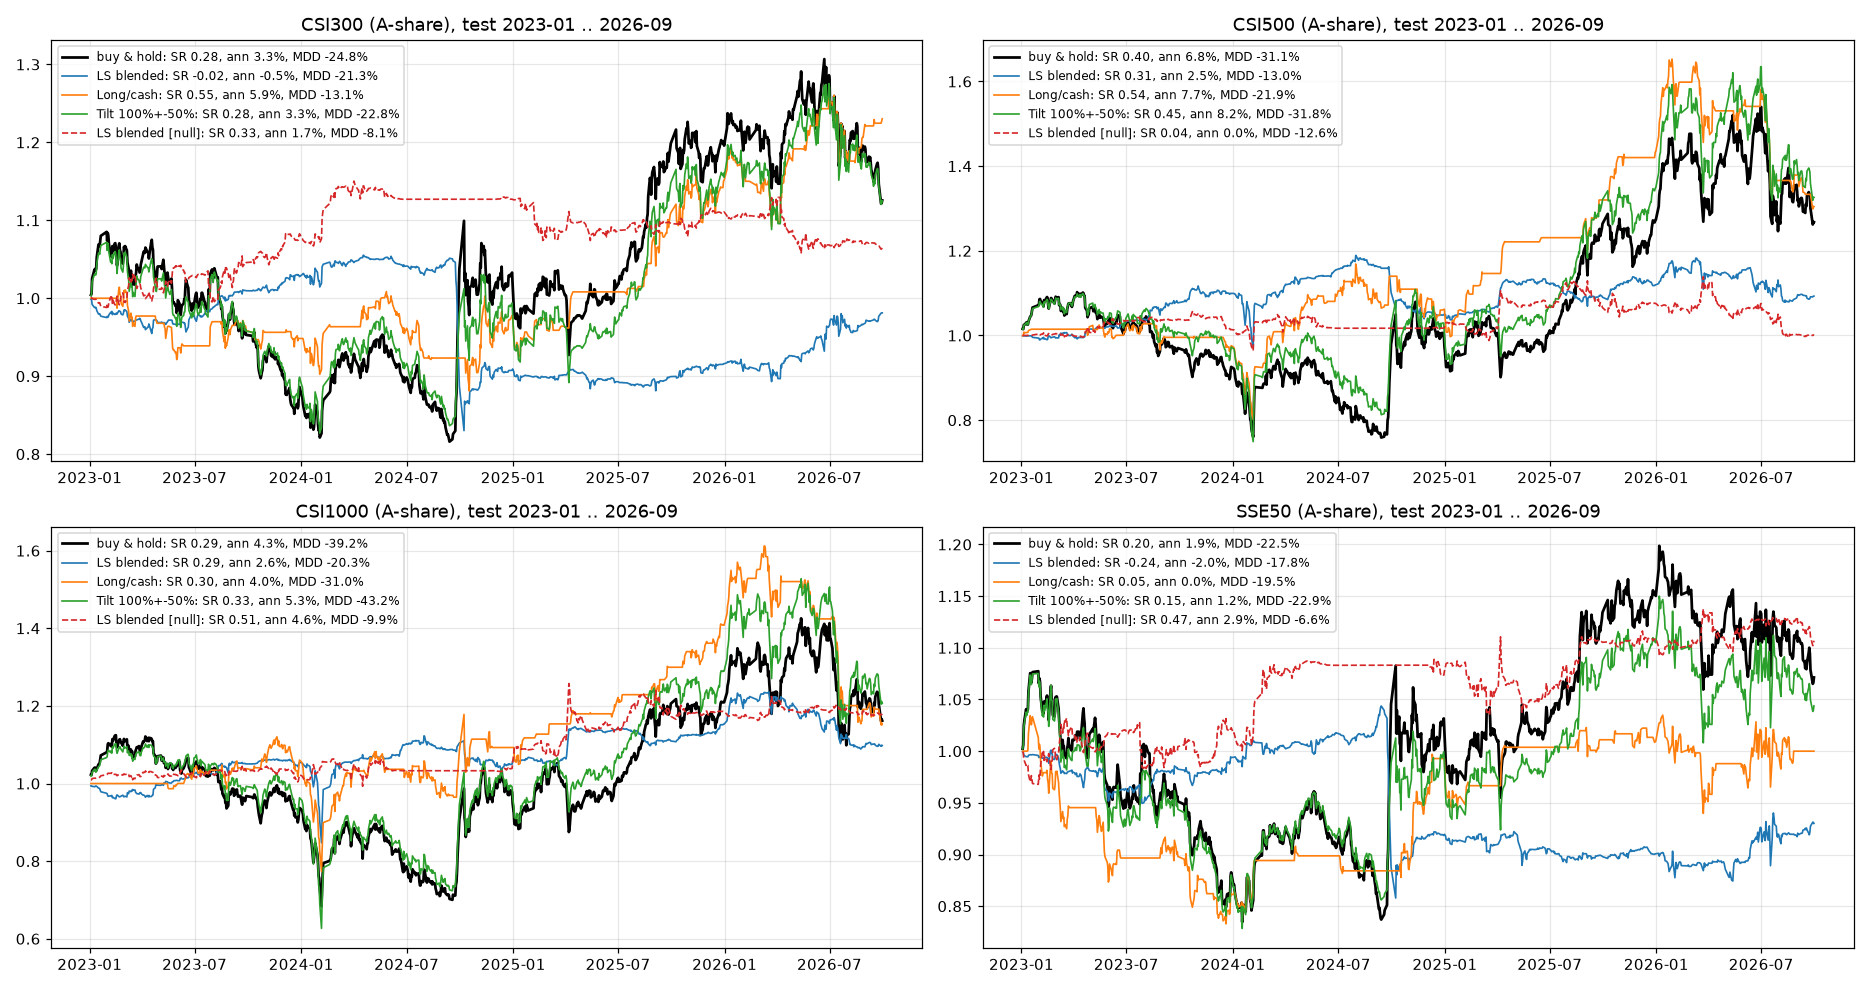 CSI300 (A-share), test 2023-01 .. 2026-09
buy & hold: SR 0.28, ann 3.3%, MDD -24.8%
LS blended: SR -0.02, ann -0.5%, MDD -21.3%
Long/cash: SR 0.55, ann 5.9%, MDD -13.1%
Tilt 100%+-50%: SR 0.28, ann 3.3%, MDD -22.8%
LS blended [null]: SR 0.33, ann 1.7%, MDD -8.1%
1.3
1.2
1.1
1.0
0.9
0.8
2023-01 2023-07 2024-01 2024-07 2025-01 2025-07 2026-01 2026-07
CSI500 (A-share), test 2023-01 .. 2026-09
buy & hold: SR 0.40, ann 6.8%, MDD -31.1%
LS blended: SR 0.31, ann 2.5%, MDD -13.0%
Long/cash: SR 0.54, ann 7.7%, MDD -21.9%
Tilt 100%+-50%: SR 0.45, ann 8.2%, MDD -31.8%
LS blended [null]: SR 0.04, ann 0.0%, MDD -12.6%
1.6
1.4
1.2
1.0
0.8
2023-01 2023-07 2024-01 2024-07 2025-01 2025-07 2026-01 2026-07
CSI1000 (A-share), test 2023-01 .. 2026-09
buy & hold: SR 0.29, ann 4.3%, MDD -39.2%
LS blended: SR 0.29, ann 2.6%, MDD -20.3%
Long/cash: SR 0.30, ann 4.0%, MDD -31.0%
Tilt 100%+-50%: SR 0.33, ann 5.3%, MDD -43.2%
LS blended [null]: SR 0.51, ann 4.6%, MDD -9.9%
1.6
1.4
1.2
1.0
0.8
0.6
2023-01 2023-07 2024-01 2024-07 2025-01 2025-07 2026-01 2026-07
SSE50 (A-share), test 2023-01 .. 2026-09
buy & hold: SR 0.20, ann 1.9%, MDD -22.5%
LS blended: SR -0.24, ann -2.0%, MDD -17.8%
Long/cash: SR 0.05, ann 0.0%, MDD -19.5%
Tilt 100%+-50%: SR 0.15, ann 1.2%, MDD -22.9%
LS blended [null]: SR 0.47, ann 2.9%, MDD -6.6%
1.20
1.15
1.10
1.05
1.00
0.95
0.90
0.85
2023-01 2023-07 2024-01 2024-07 2025-01 2025-07 2026-01 2026-07